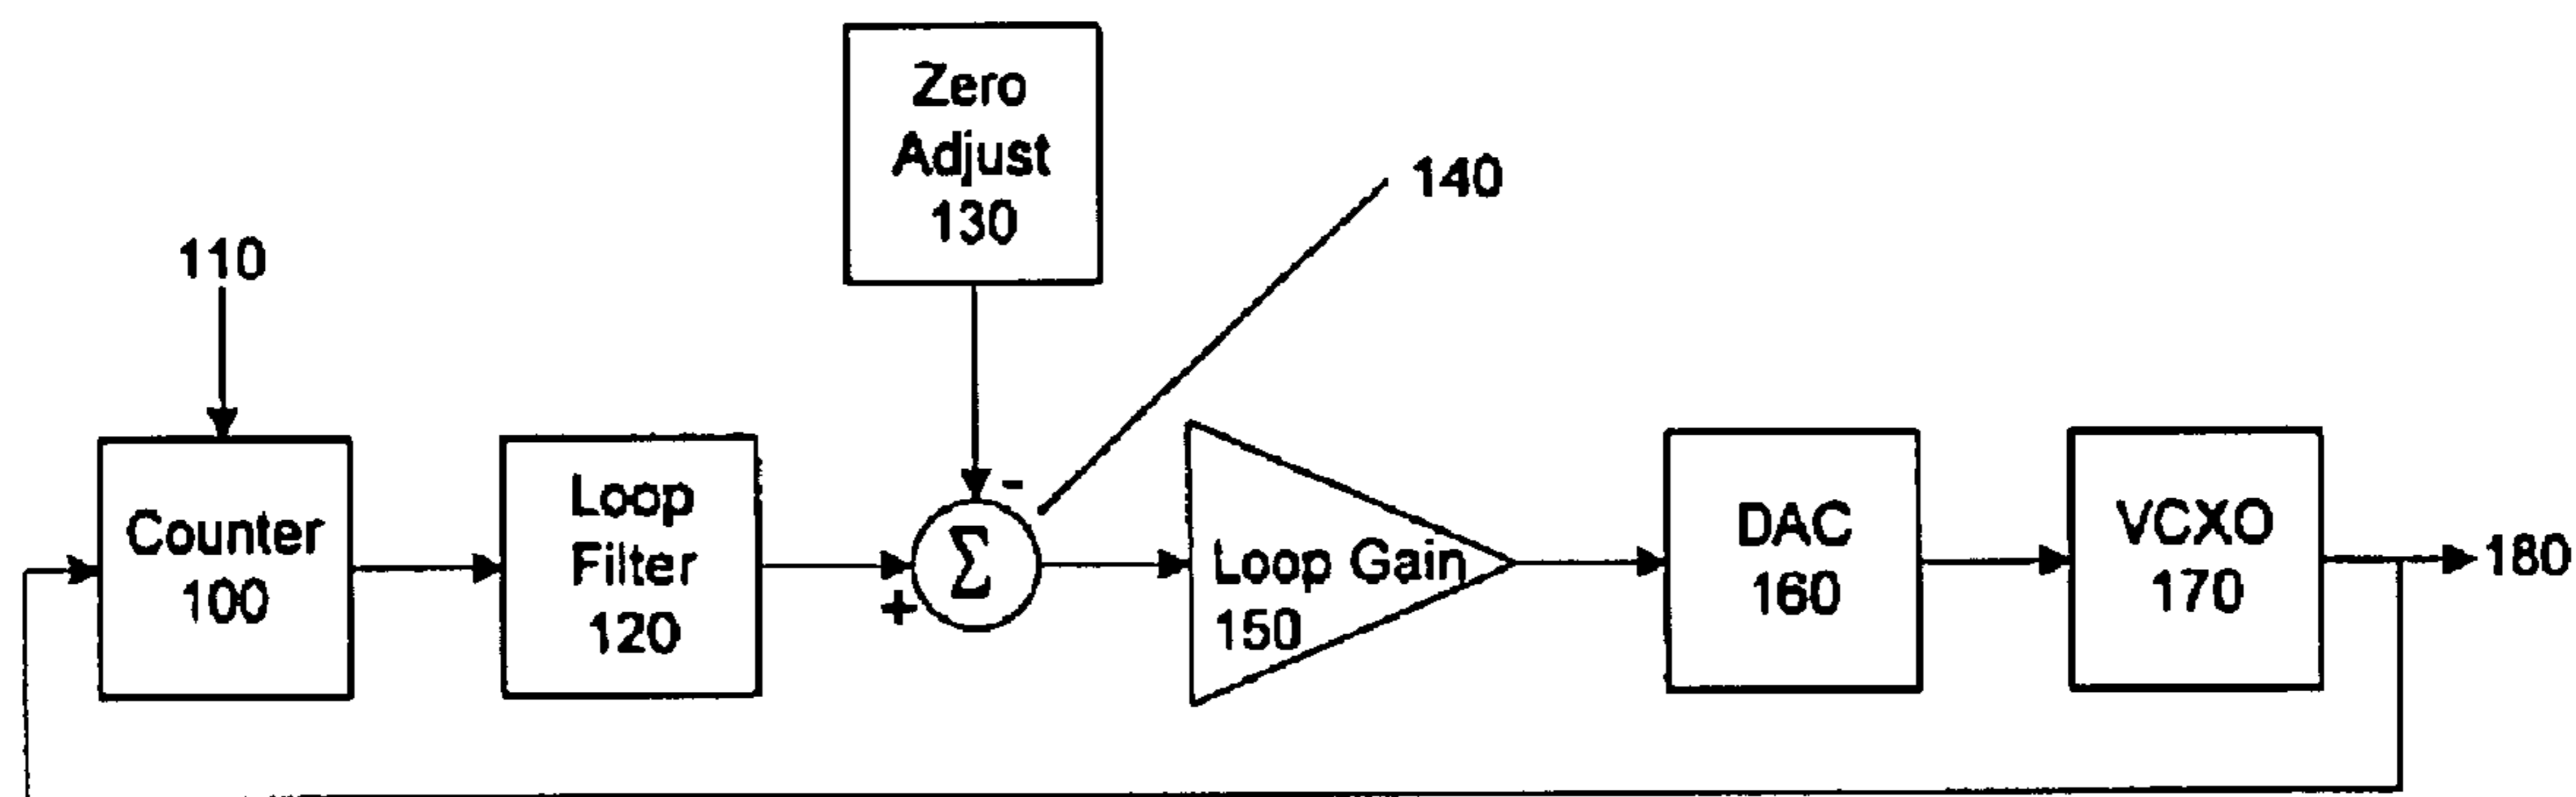 Zero
Adjust
130
140
110
Counter
100
Loop
Filter
120
-
+
Σ
Loop Gain
150
DAC
160
VCXO
170
180